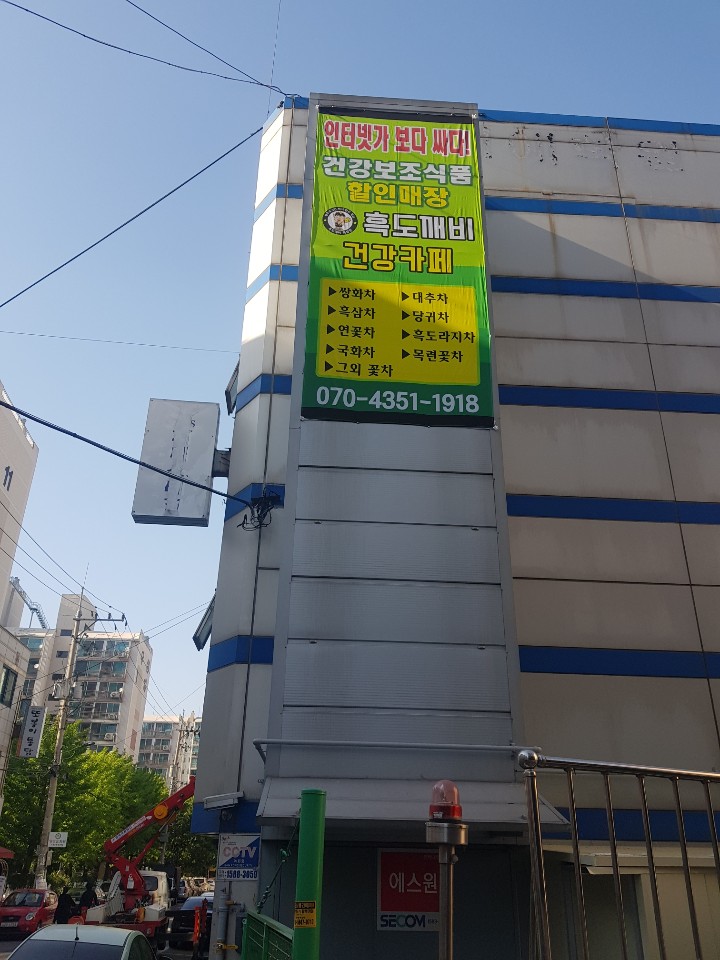 인터넷가 보다 싸다!
건강보조식품
할인매장
흑도깨비
건강카페
▶쌍화차 ▶대추차
▶흑삼차 ▶당귀차
▶연꽃차 ▶흑도라지차
▶국화차 ▶목련꽃차
▶그외 꽃차
070-4351-1918
11
CCTV
에스원
SECOM